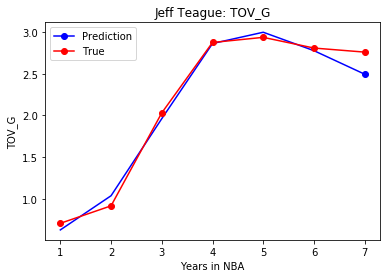 Jeff Teague: TOV_G
Prediction
True
3.0
2.5
2.0
1.5
1.0
TOV_G
1 2 3 4 5 6 7
Years in NBA